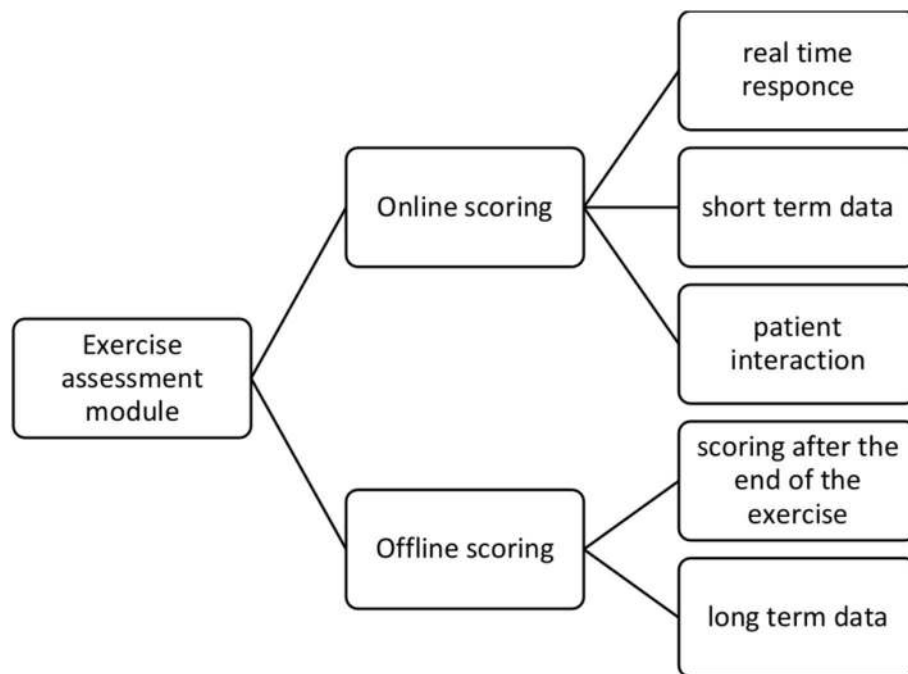 real time
responce
Online scoring
short term data
patient
interaction
Exercise
assessment
module
scoring after the
end of the
exercise
Offline scoring
long term data